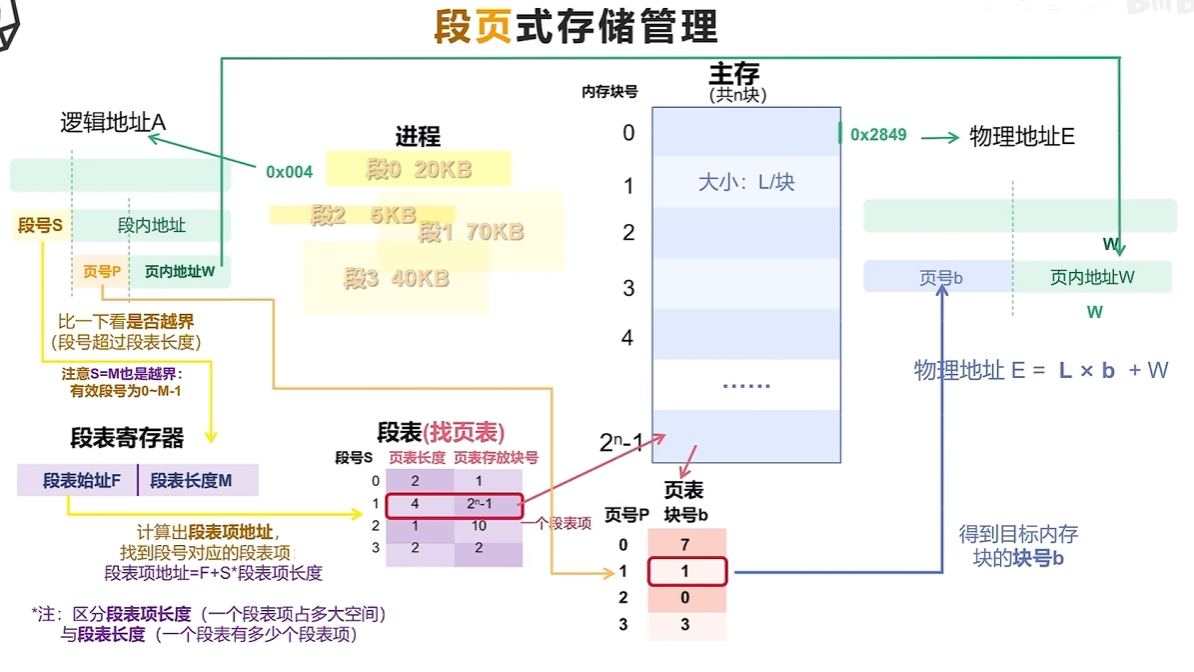 段页式存储管理
逻辑地址A
0x004
段号S
段内地址
页号P
页内地址W
比一下看是否越界
(段号超过段表长度)
注意S=M也是越界：
有效段号为0~M-1
段表寄存器
段表始址F
段表长度M
计算出段表项地址，
找到段号对应的段表项：
段表项地址=F+S*段表项长度
*注：区分段表项长度（一个段表项占多大空间）
与段表长度（一个段表有多少个段表项）
进程
段0 20KB
段2 5KB
段1 70KB
段3 40KB
段表(找页表)
段号S 页表长度 页表存放块号
0 2 1
1 4 2ⁿ-1
2 1 10
3 2 2
一个段表项
主存
(共n块)
内存块号
0
1
2
3
4
2ⁿ-1
大小：L/块
……
0x2849
物理地址E
页表
页号P 块号b
0 7
1 1
2 0
3 3
W
页号b
页内地址W
W
物理地址 E = L × b + W
得到目标内存
块的块号b